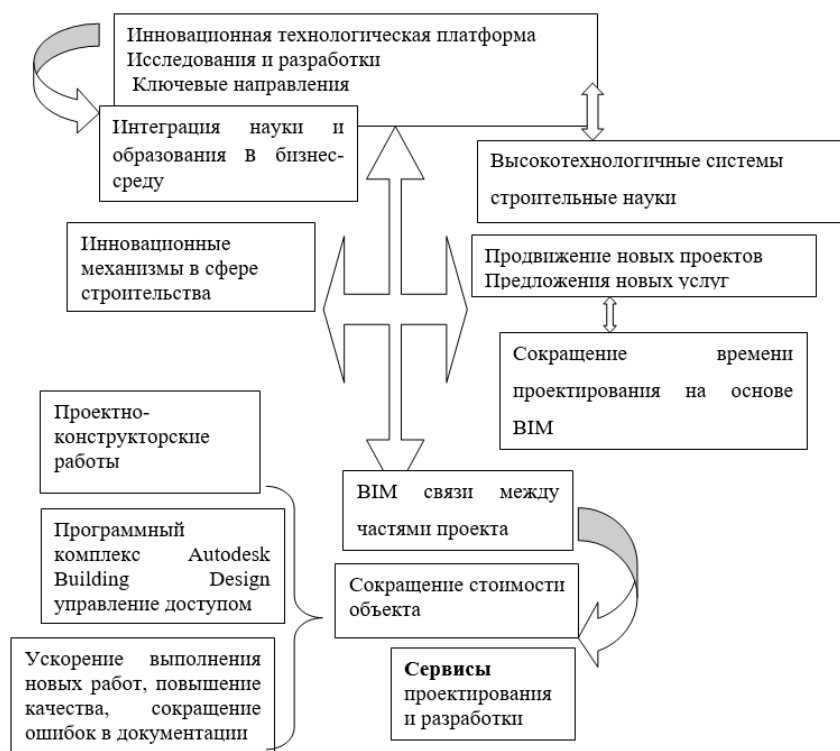 Инновационная технологическая платформа
Исследования и разработки
Ключевые направления
Интеграция науки и
образования в бизнес-
среду
Высокотехнологичные системы
строительные науки
Инновационные
механизмы в сфере
строительства
Продвижение новых проектов
Предложения новых услуг
Сокращение времени
проектирования на основе
BIM
Проектно-
конструкторские
работы
BIM связи между
частями проекта
Программный
комплекс Autodesk
Building Design
управление доступом
Сокращение стоимости
объекта
Ускорение выполнения
новых работ, повышение
качества, сокращение
ошибок в документации
Сервисы
проектирования
и разработки